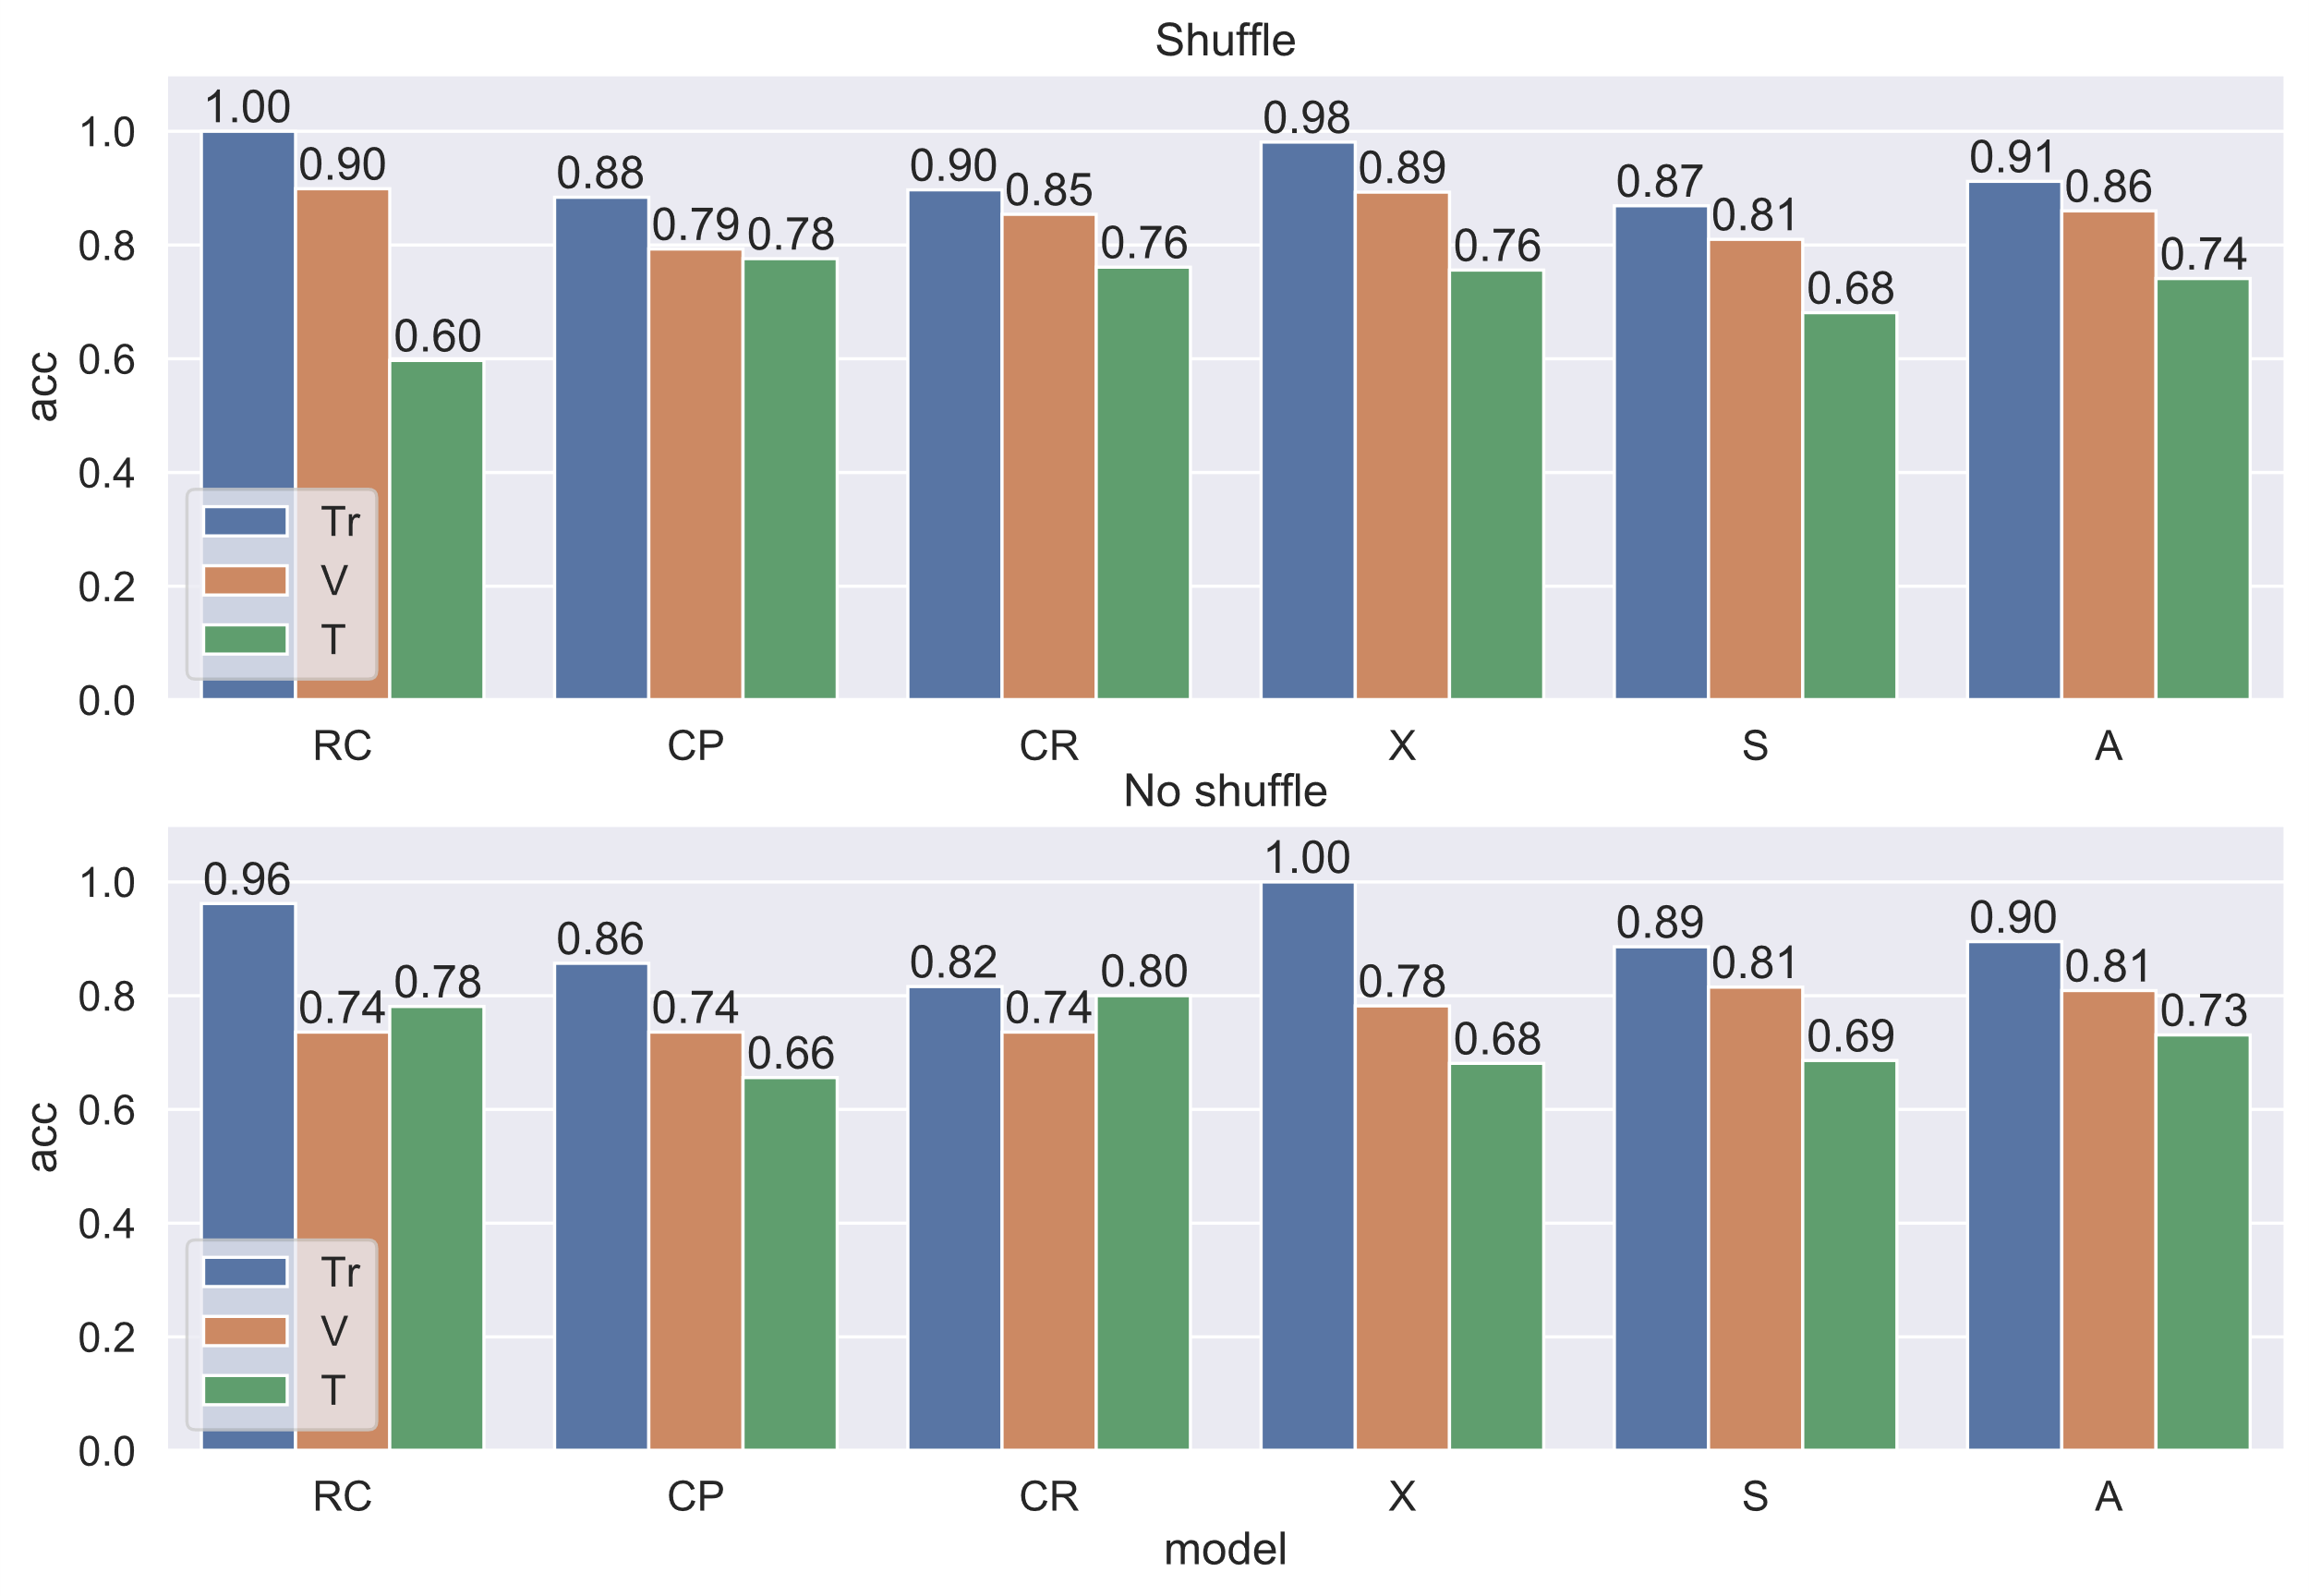 Shuffle
acc
1.0
0.8
0.6
0.4
0.2
0.0
1.00 0.90 0.60 0.88 0.79 0.78 0.90 0.85 0.76 0.98 0.89 0.76 0.87 0.81 0.68 0.91 0.86 0.74
Tr
V
T
RC CP CR X S A
No shuffle
acc
1.0
0.8
0.6
0.4
0.2
0.0
0.96 0.74 0.78 0.86 0.74 0.66 0.82 0.74 0.80 1.00 0.78 0.68 0.89 0.81 0.69 0.90 0.81 0.73
Tr
V
T
RC CP CR X S A
model